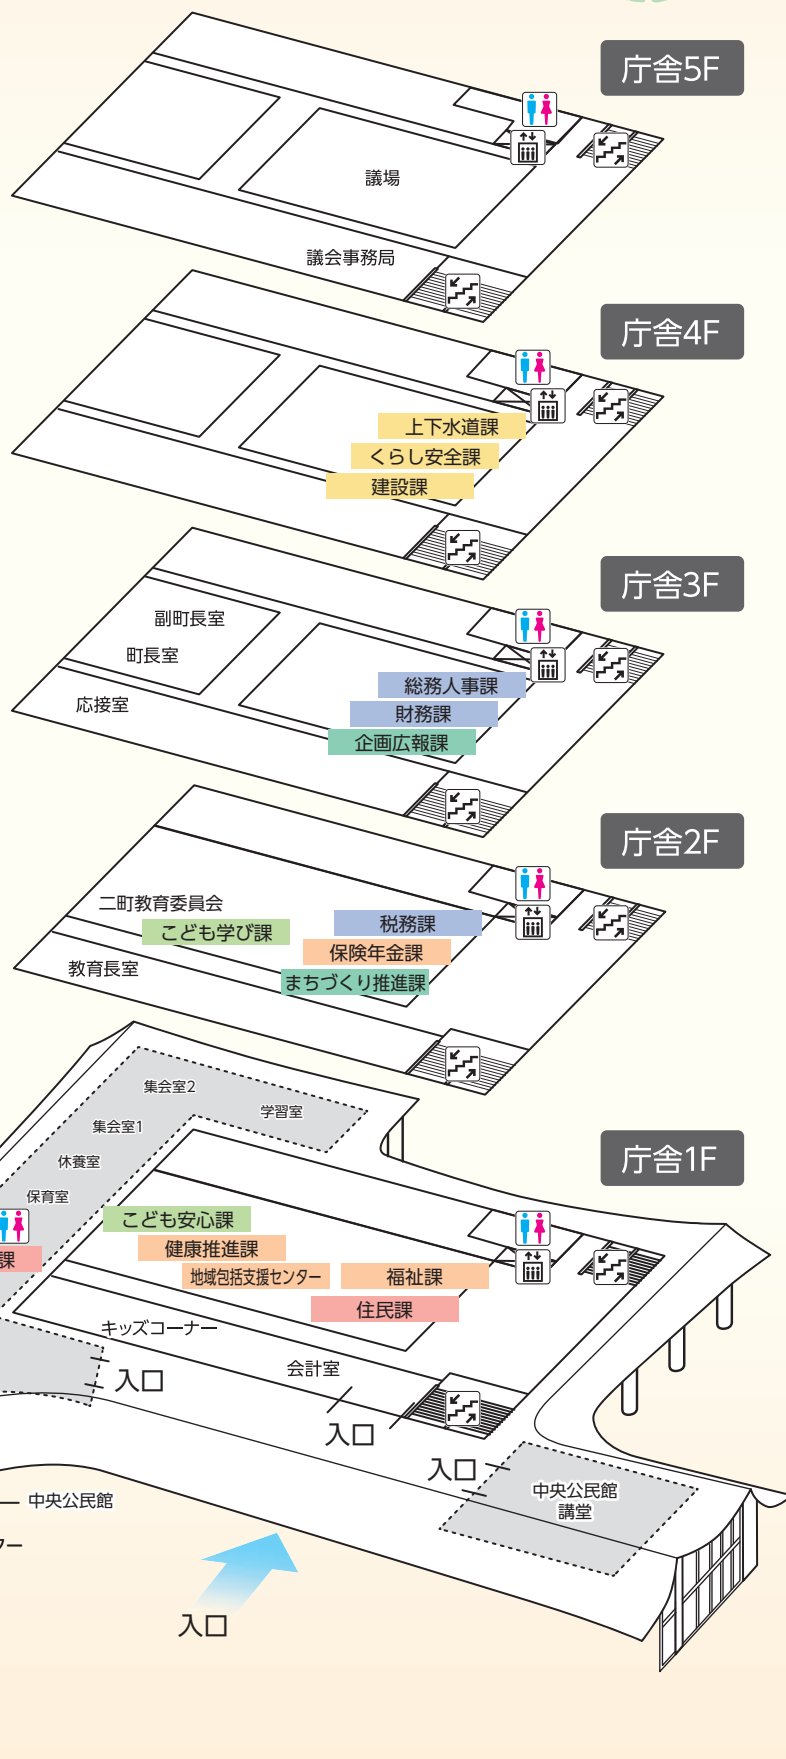 庁舎5F
議場
議会事務局
庁舎4F
上下水道課
くらし安全課
建設課
庁舎3F
副町長室
町長室
応接室
総務人事課
財務課
企画広報課
庁舎2F
二町教育委員会
こども学び課
税務課
保険年金課
教育長室
まちづくり推進課
集会室2
学習室
集会室1
休養室
保育室
庁舎1F
課
こども安心課
健康推進課
地域包括支援センター
福祉課
住民課
キッズコーナー
会計室
入口
入口
入口
中央公民館
講堂
中央公民館
ター
入口